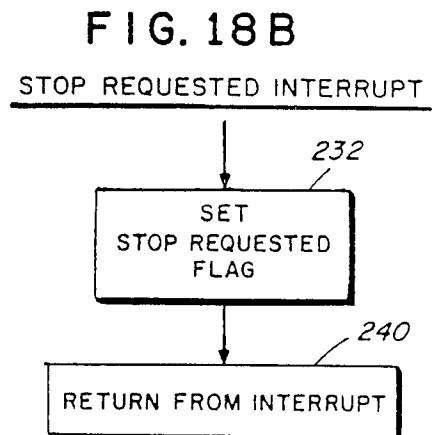 FIG. 18B
STOP REQUESTED INTERRUPT
232
SET
STOP REQUESTED
FLAG
240
RETURN FROM INTERRUPT